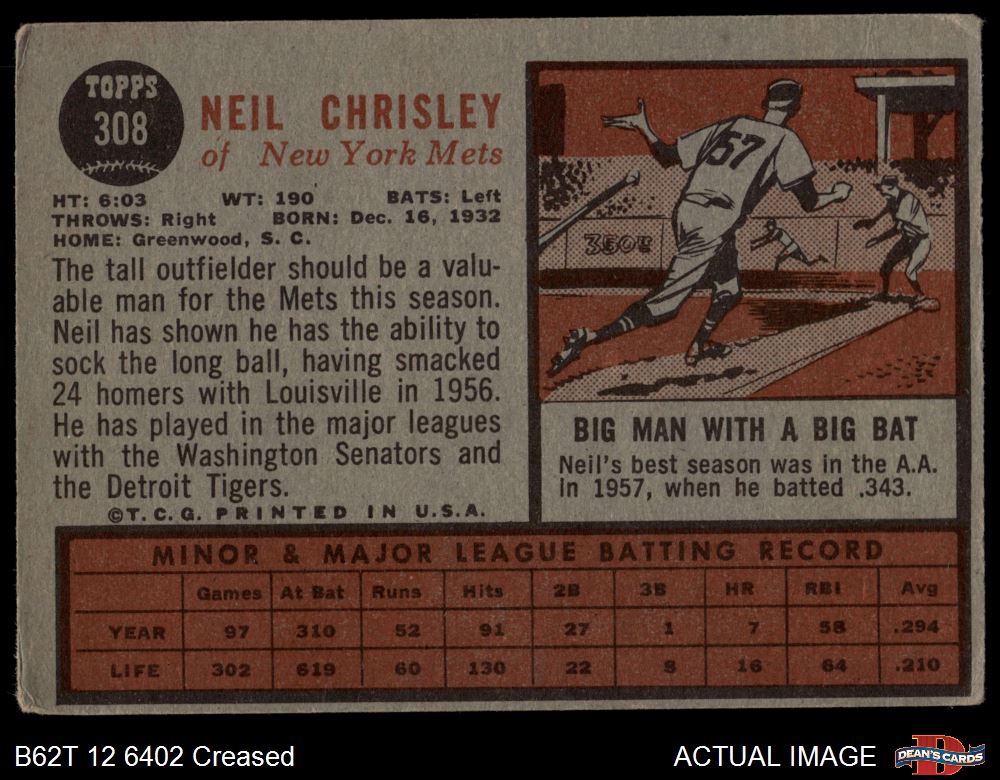 TOPPS
308
NEIL CHRISLEY
of New York Mets
HT: 6:03 WT: 190 BATS: Left
THROWS: Right BORN: Dec. 16, 1932
HOME: Greenwood, S. C.
The tall outfielder should be a valu-
able man for the Mets this season.
Neil has shown he has the ability to
sock the long ball, having smacked
24 homers with Louisville in 1956.
He has played in the major leagues
with the Washington Senators and
the Detroit Tigers.
©T. C. G. PRINTED IN U.S.A.
57
350FT
BIG MAN WITH A BIG BAT
Neil's best season was in the A.A.
in 1957, when he batted .343.
MINOR & MAJOR LEAGUE BATTING RECORD
Games At Bat Runs Hits 2B 3B HR RBI Avg
YEAR 97 310 52 91 27 1 7 58 .294
LIFE 302 619 60 130 22 8 16 64 .210
B62T 12 6402 Creased
ACTUAL IMAGE
DEAN'S CARDS